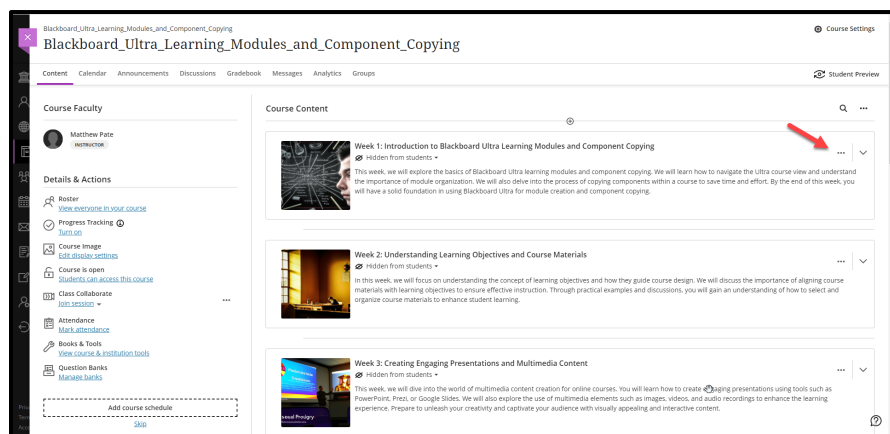 Blackboard_Ultra_Learning_Modules_and_Component_Copying
Blackboard_Ultra_Learning_Modules_and_Component_Copying
Course Settings
Content Calendar Announcements Discussions Gradebook Messages Analytics Groups
Student Preview
Course Faculty
Matthew Pate
INSTRUCTOR
Details & Actions
Roster
View everyone in your course
Progress Tracking
Turn on
Course Image
Edit display settings
Course is open
Students can access this course
Class Collaborate
Join session
Attendance
Mark attendance
Books & Tools
View course & institution tools
Question Banks
Manage banks
Add course schedule
Skip
Course Content
Week 1: Introduction to Blackboard Ultra Learning Modules and Component Copying
Hidden from students
This week, we will explore the basics of Blackboard Ultra learning modules and component copying. We will learn how to navigate the Ultra course view and understand
the importance of module organization. We will also delve into the process of copying components within a course to save time and effort. By the end of this week, you
will have a solid foundation in using Blackboard Ultra for module creation and component copying.
Week 2: Understanding Learning Objectives and Course Materials
Hidden from students
In this week, we will focus on understanding the concept of learning objectives and how they guide course design. We will discuss the importance of aligning course
materials with learning objectives to ensure effective instruction. Through practical examples and discussions, you will gain an understanding of how to select and
organize course materials to enhance student learning.
Week 3: Creating Engaging Presentations and Multimedia Content
Hidden from students
This week, we will dive into the world of multimedia content creation for online courses. You will learn how to create engaging presentations using tools such as
PowerPoint, Prezi, or Google Slides. We will also explore the use of multimedia elements such as images, videos, and audio recordings to enhance the learning
experience. Prepare to unleash your creativity and captivate your audience with visually appealing and interactive content.